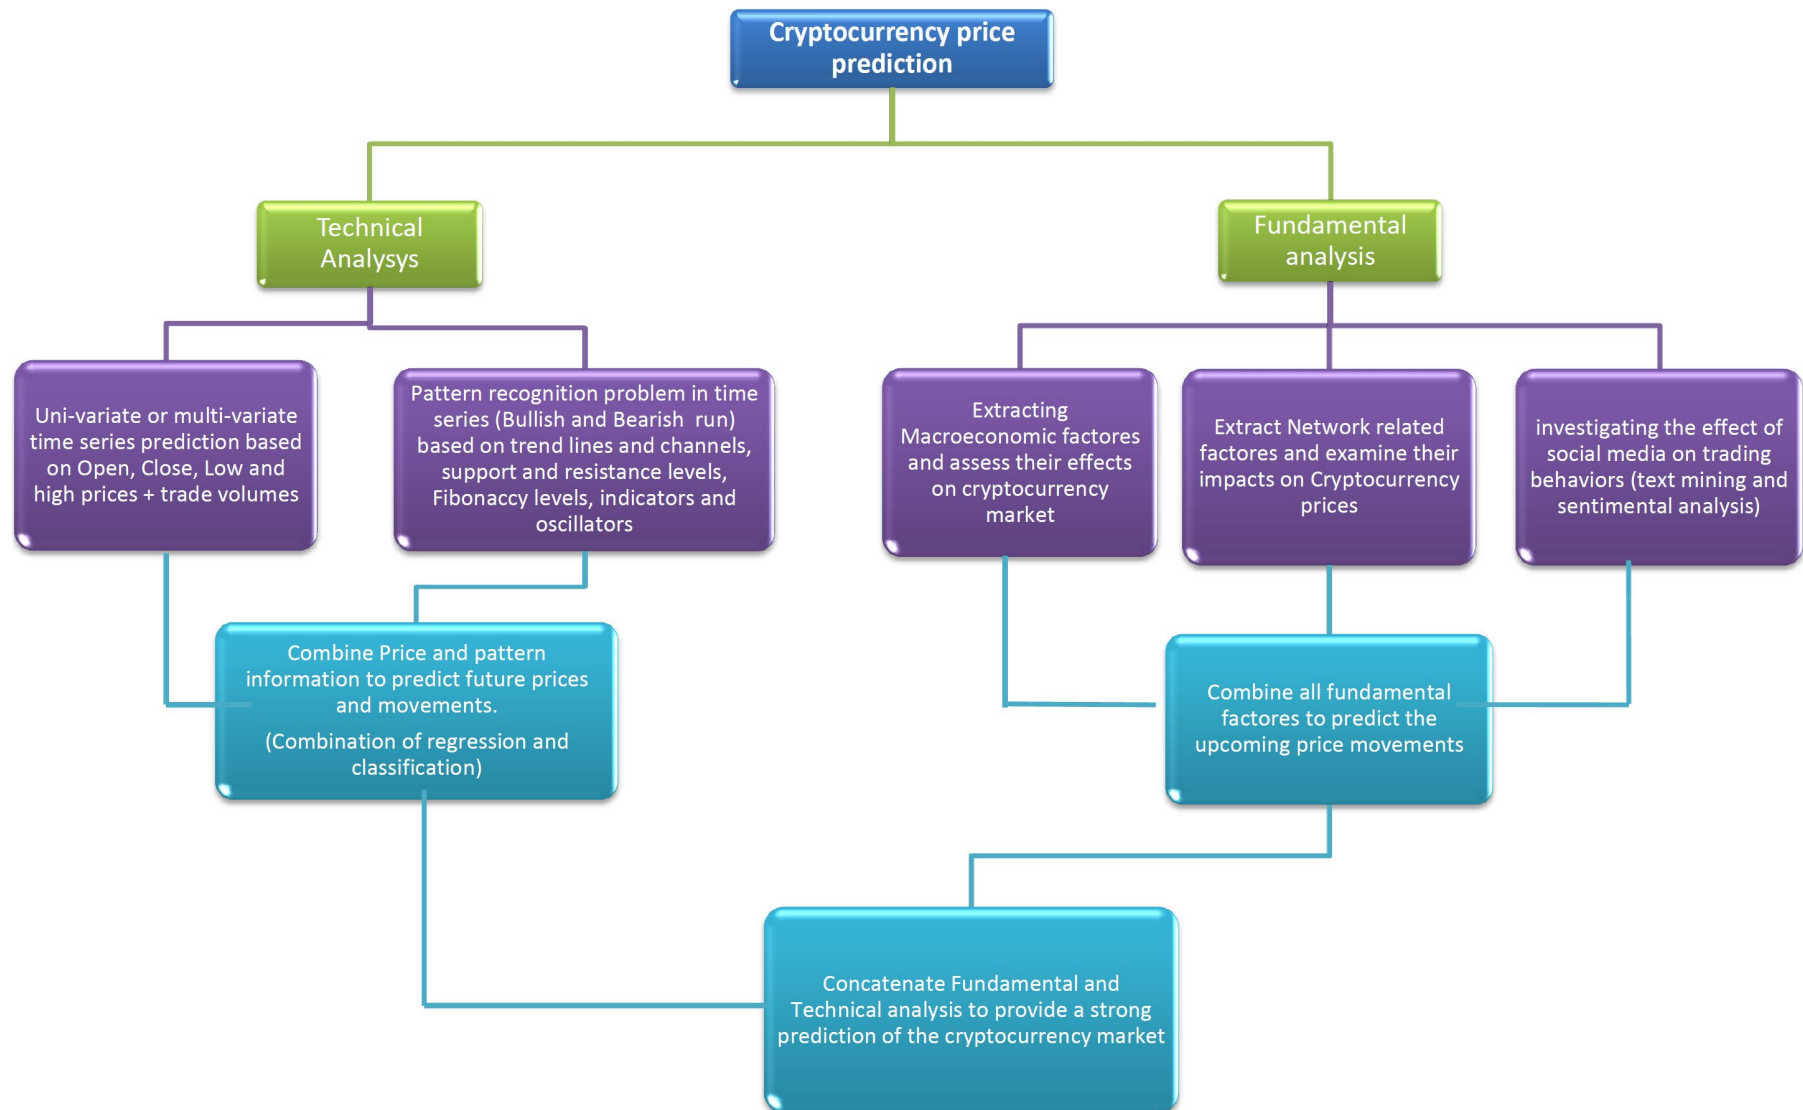 Cryptocurrency price
prediction
Technical
Analysys
Fundamental
analysis
Uni-variate or multi-variate
time series prediction based
on Open, Close, Low and
high prices + trade volumes
Pattern recognition problem in time
series (Bullish and Bearish run)
based on trend lines and channels,
support and resistance levels,
Fibonaccy levels, indicators and
oscillators
Extracting
Macroeconomic factores
and assess their effects
on cryptocurrency
market
Extract Network related
factores and examine their
impacts on Cryptocurrency
prices
investigating the effect of
social media on trading
behaviors (text mining and
sentimental analysis)
Combine Price and pattern
information to predict future prices
and movements.
(Combination of regression and
classification)
Combine all fundamental
factores to predict the
upcoming price movements
Concatenate Fundamental and
Technical analysis to provide a strong
prediction of the cryptocurrency market